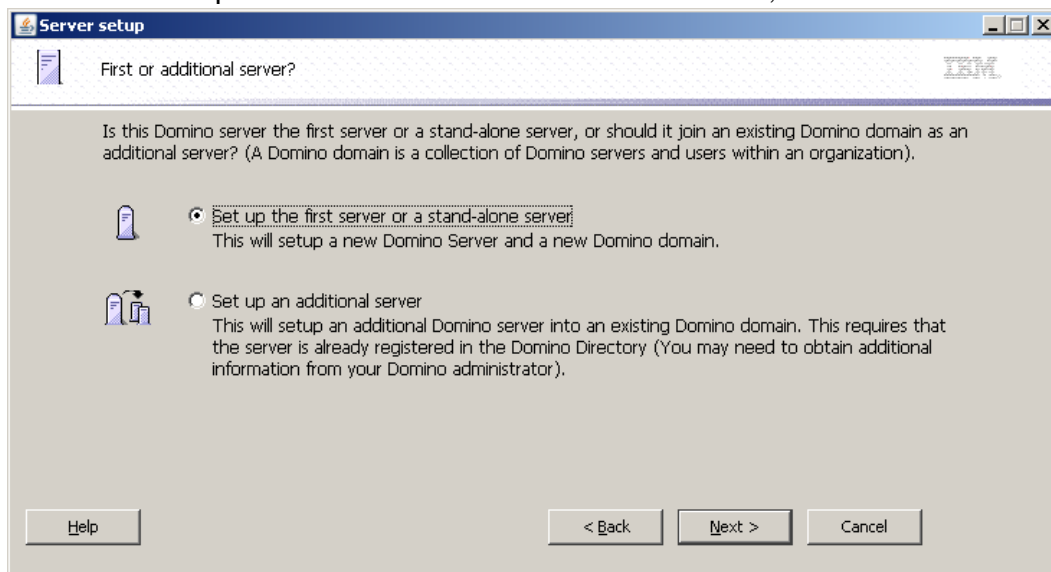 Server setup
First or additional server?
IBM
Is this Domino server the first server or a stand-alone server, or should it join an existing Domino domain as an
additional server? (A Domino domain is a collection of Domino servers and users within an organization).
Set up the first server or a stand-alone server
This will setup a new Domino Server and a new Domino domain.
Set up an additional server
This will setup an additional Domino server into an existing Domino domain. This requires that
the server is already registered in the Domino Directory (You may need to obtain additional
information from your Domino administrator).
Help
< Back
Next >
Cancel